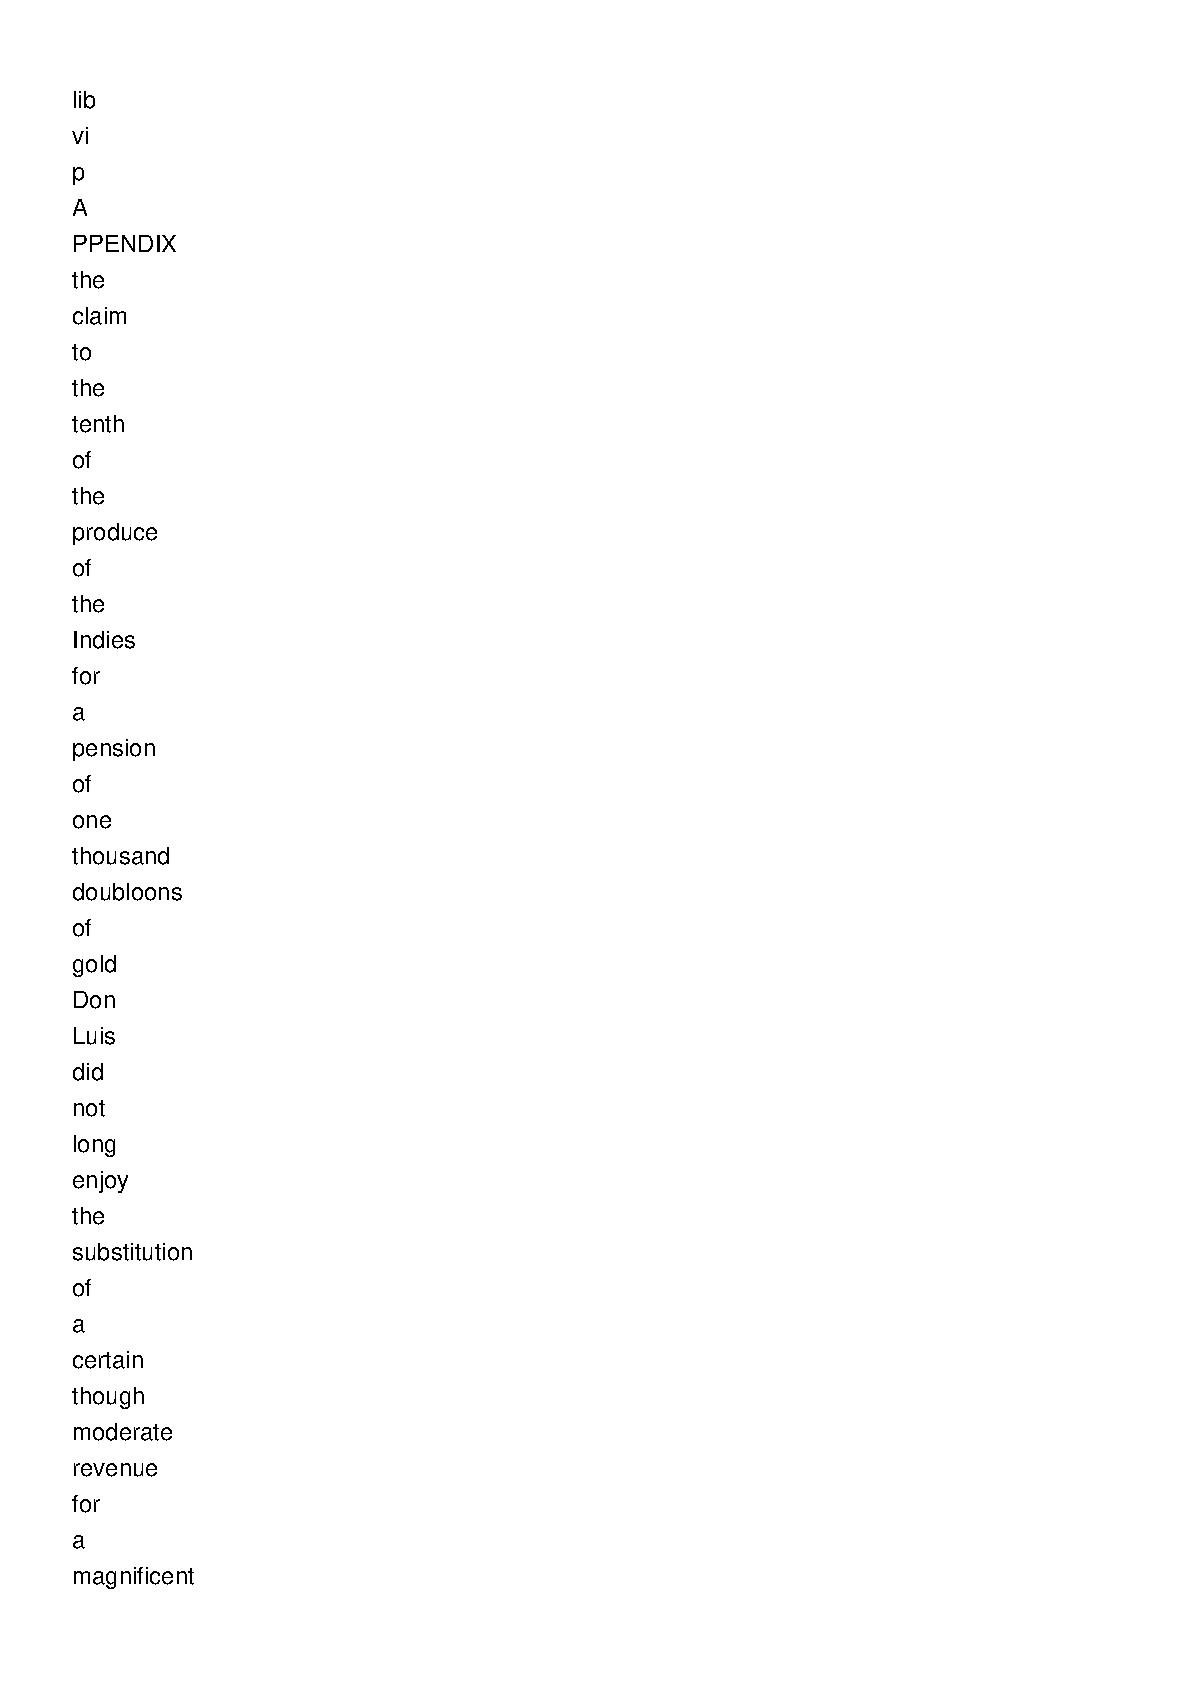 lib
vi
p
A
PPENDIX
the
claim
to
the
tenth
of
the
produce
of
the
Indies
for
a
pension
of
one
thousand
doubloons
of
gold
Don
Luis
did
not
long
enjoy
the
substitution
of
a
certain
though
moderate
revenue
for
a
magnificent